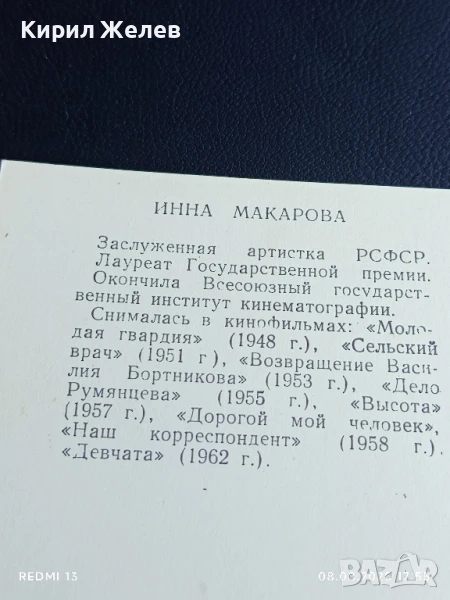 Кирил Желев
ИННА МАКАРОВА
Заслуженная артистка РСФСР.
Лауреат Государственной премии.
Окончила Всесоюзный государст-
венный институт кинематографии.
Снималась в кинофильмах: «Моло-
дая гвардия» (1948 г.), «Сельский
врач» (1951 г), «Возвращение Васи-
лия Бортникова» (1953 г.), «Дело
Румянцева» (1955 г.), «Высота»
(1957 г.), «Дорогой мой человек»,
«Наш корреспондент» (1958 г.).
«Девчата» (1962 г.).
REDMI 13
BAZAR